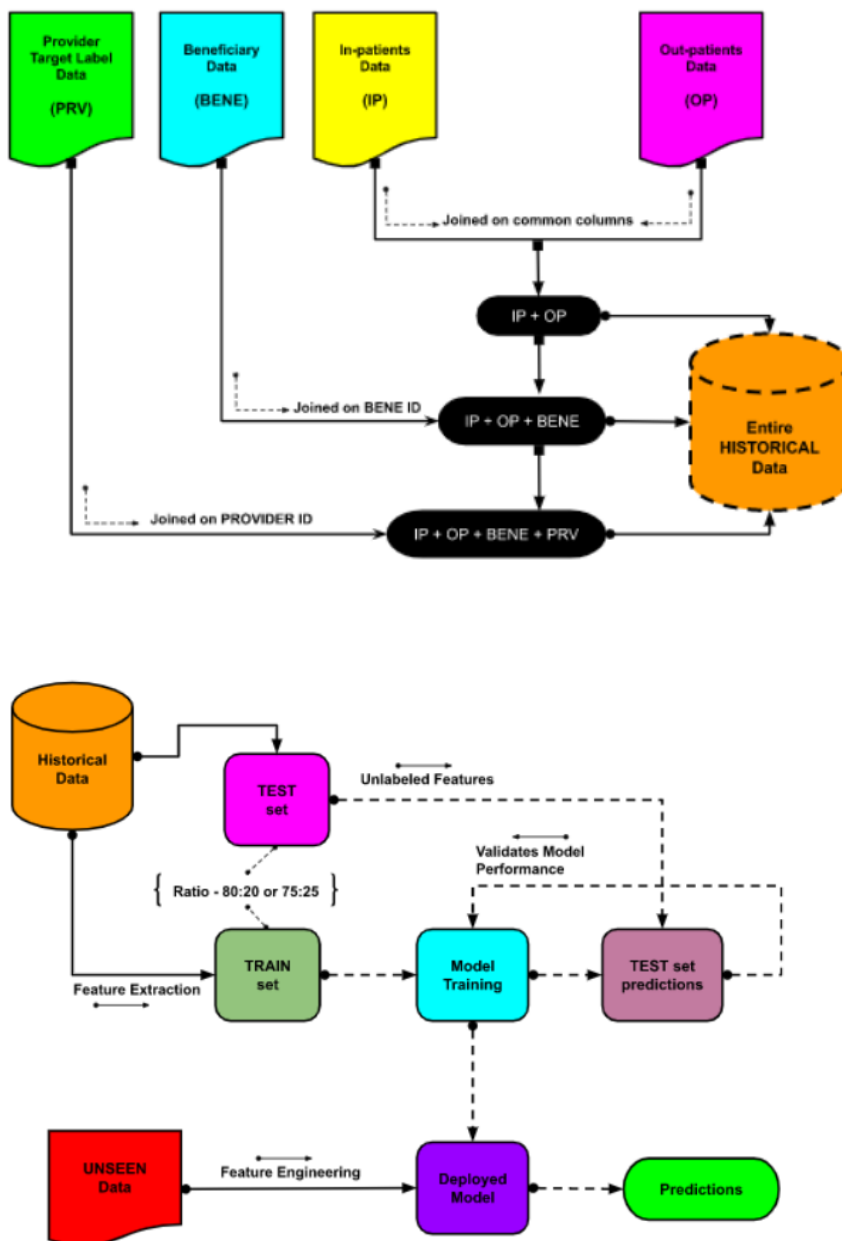 Provider
Target Label
Data
(PRV)
Beneficiary
Data
(BENE)
In-patients
Data
(IP)
Out-patients
Data
(OP)
Joined on common columns
IP + OP
Joined on BENE ID
IP + OP + BENE
Entire
HISTORICAL
Data
Joined on PROVIDER ID
IP + OP + BENE + PRV
Historical
Data
TEST
set
Unlabeled Features
Validates Model
Performance
{ Ratio - 80:20 or 75:25 }
TRAIN
set
Model
Training
TEST set
predictions
Feature Extraction
UNSEEN
Data
Feature Engineering
Deployed
Model
Predictions